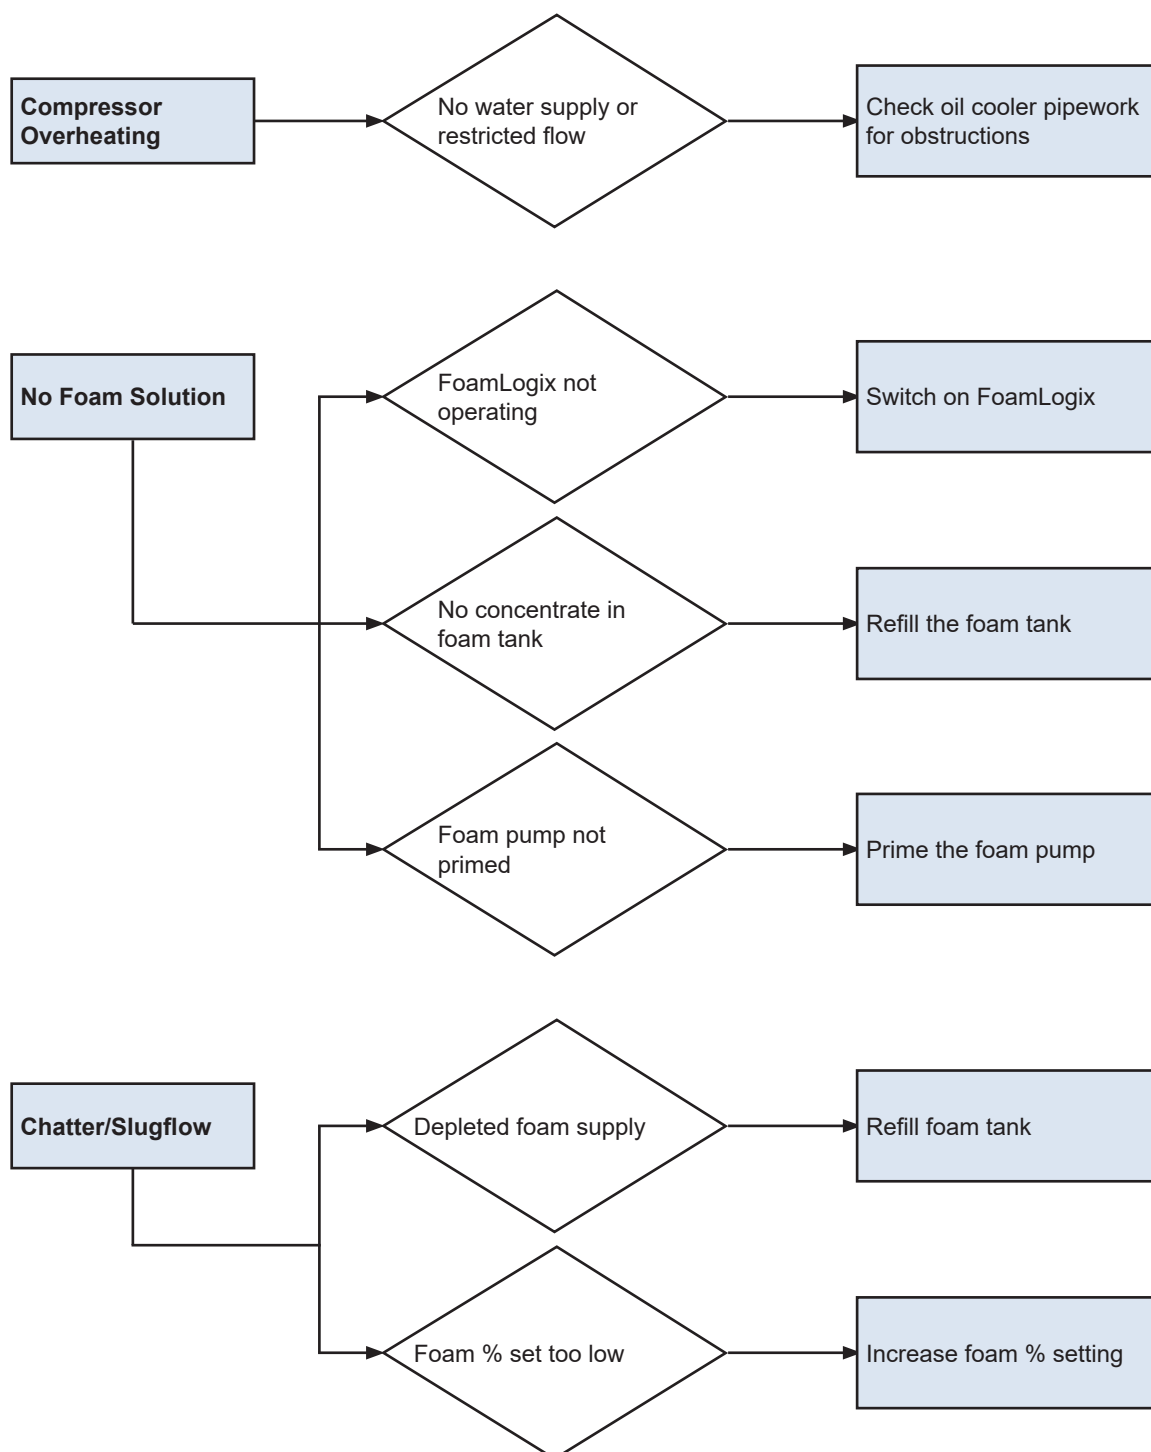 Compressor
Overheating
No water supply or
restricted flow
Check oil cooler pipework
for obstructions
No Foam Solution
FoamLogix not
operating
Switch on FoamLogix
No concentrate in
foam tank
Refill the foam tank
Foam pump not
primed
Prime the foam pump
Chatter/Slugflow
Depleted foam supply
Refill foam tank
Foam % set too low
Increase foam % setting